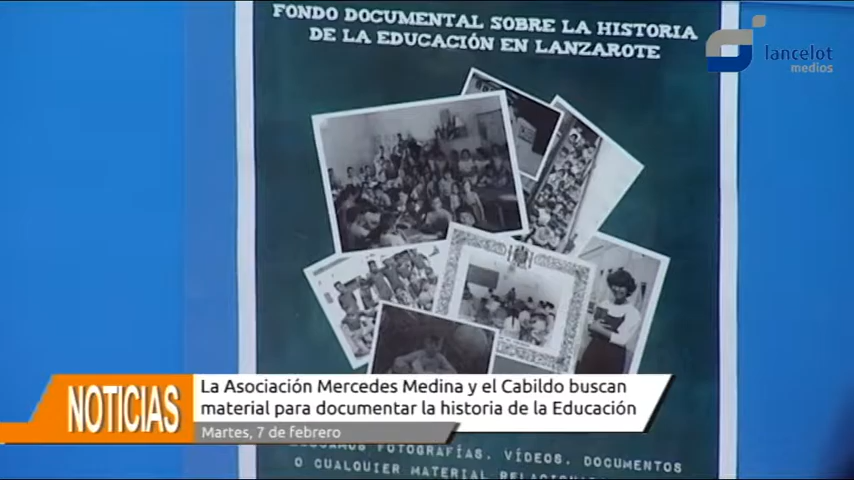 FONDO DOCUMENTAL SOBRE LA HISTORIA
DE LA EDUCACIÓN EN LANZAROTE
lancelot
medios
NOTICIAS
La Asociación Mercedes Medina y el Cabildo buscan
material para documentar la historia de la Educación
Martes, 7 de febrero
FOTOGRAFÍAS, VÍDEOS, DOCUMENTOS
O CUALQUIER MATERIAL